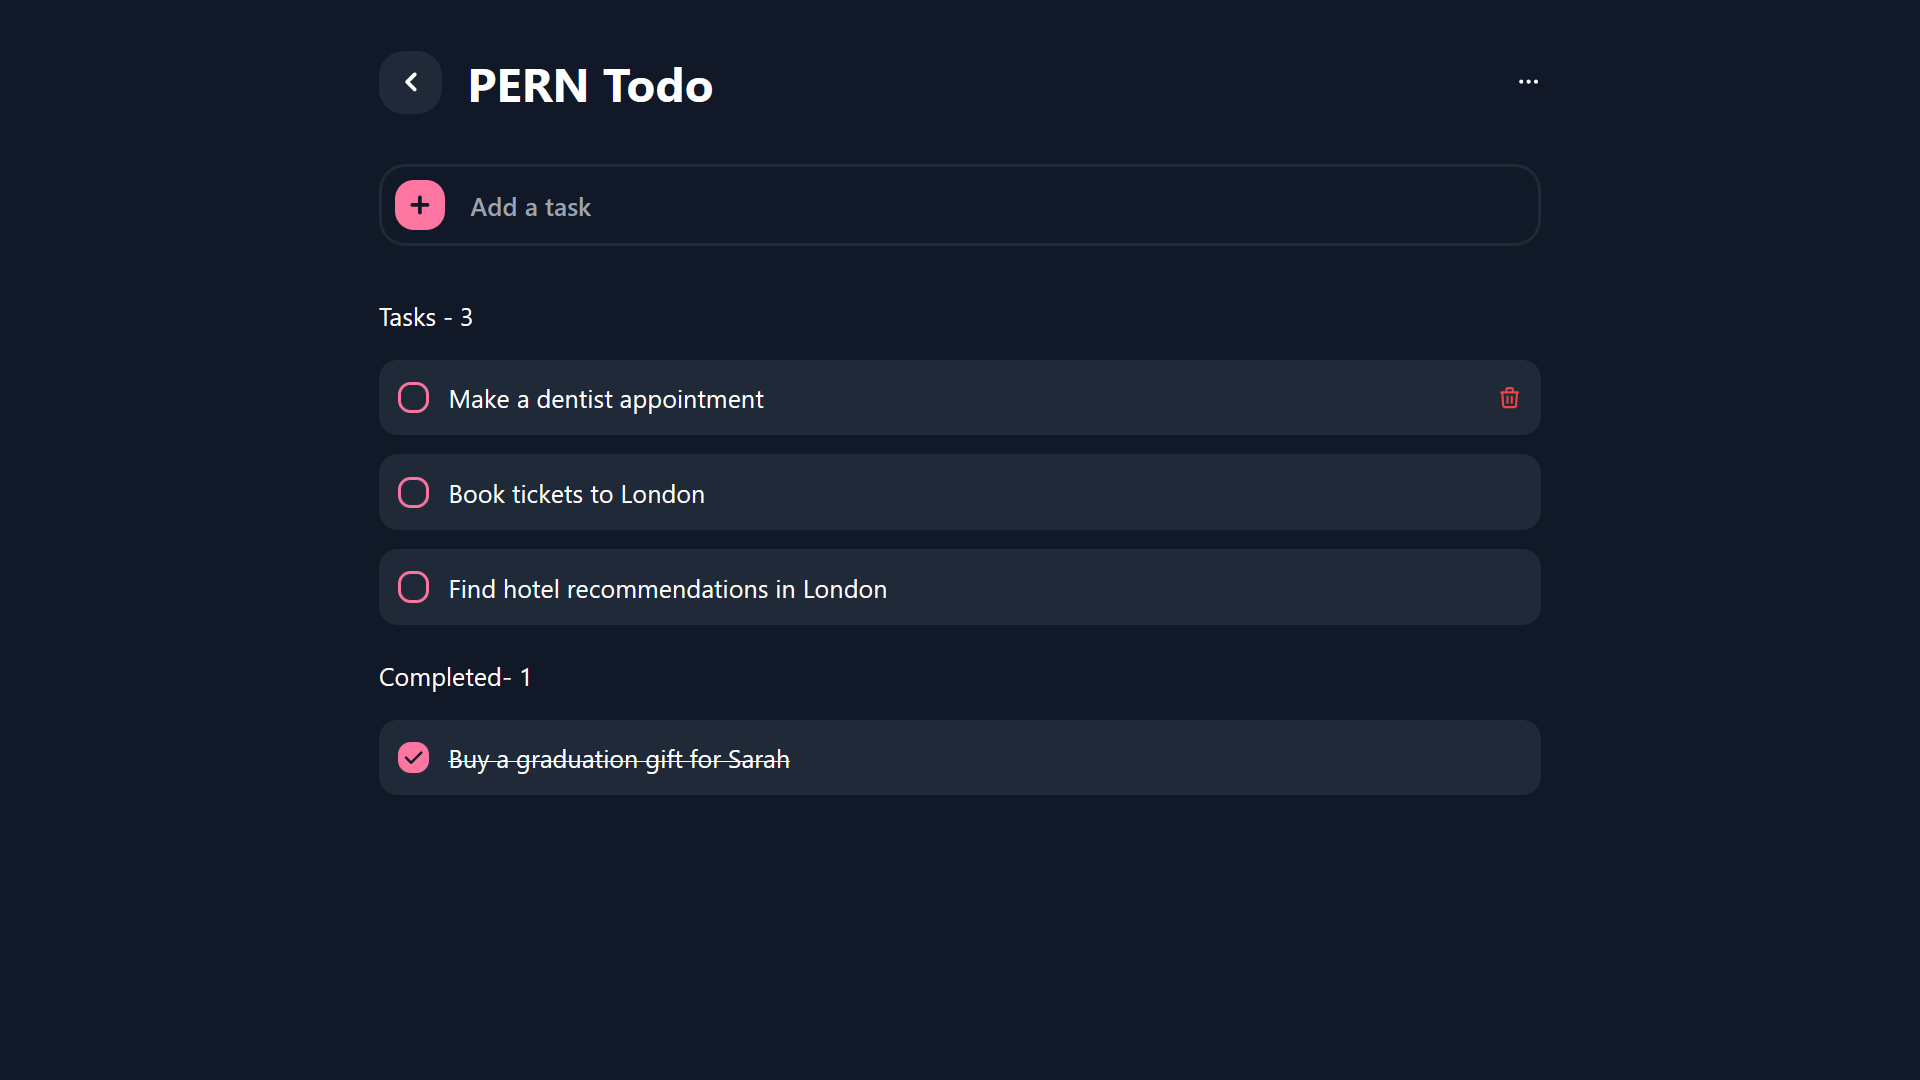 PERN Todo
Add a task
Tasks - 3
Make a dentist appointment
Book tickets to London
Find hotel recommendations in London
Completed- 1
Buy a graduation gift for Sarah